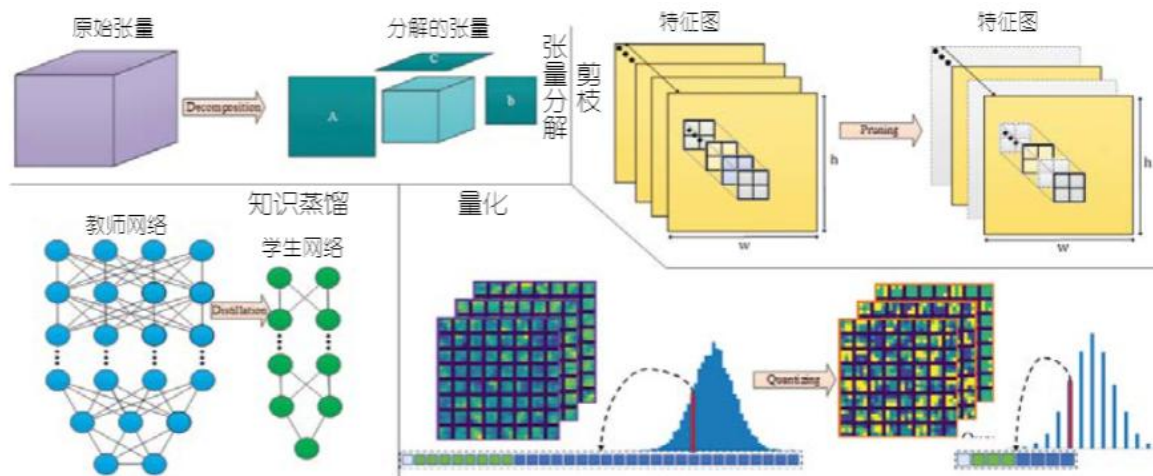 原始张量
分解的张量
C
Decomposition
A
b
张量分解
剪枝
特征图
特征图
Pruning
h
h
w
w
知识蒸馏
教师网络
学生网络
Distillation
量化
Quantizing